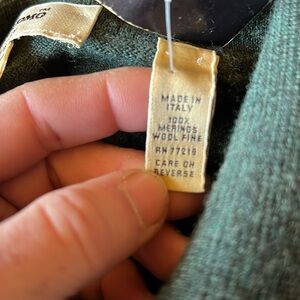 MADE IN
ITALY
100%
MERINOS
WOOL FINE
RN 77219
CARE ON
REVERSE